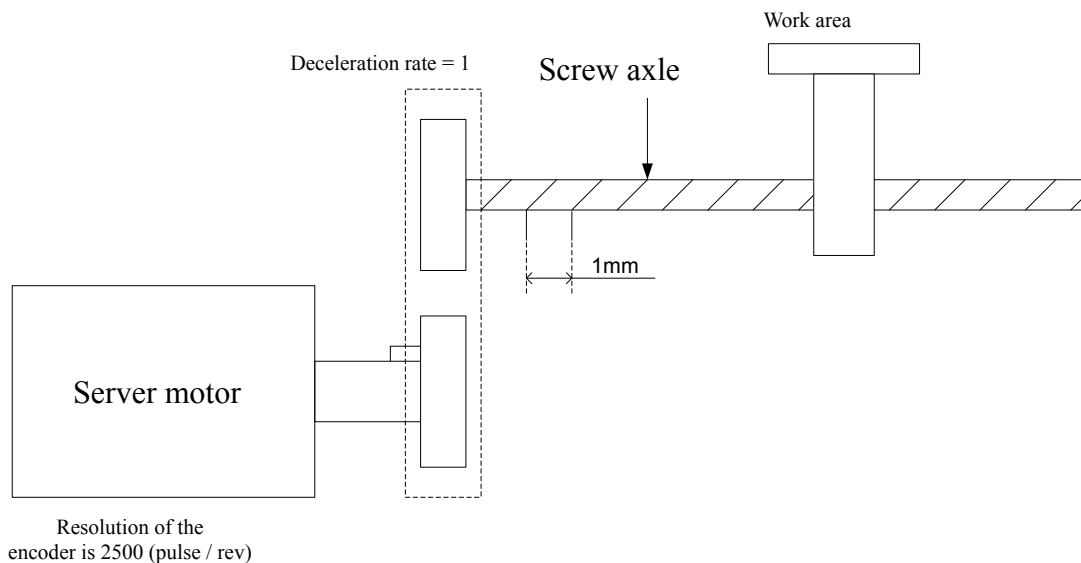 Work area
Deceleration rate = 1
Screw axle
1mm
Server motor
Resolution of the
encoder is 2500 (pulse / rev)